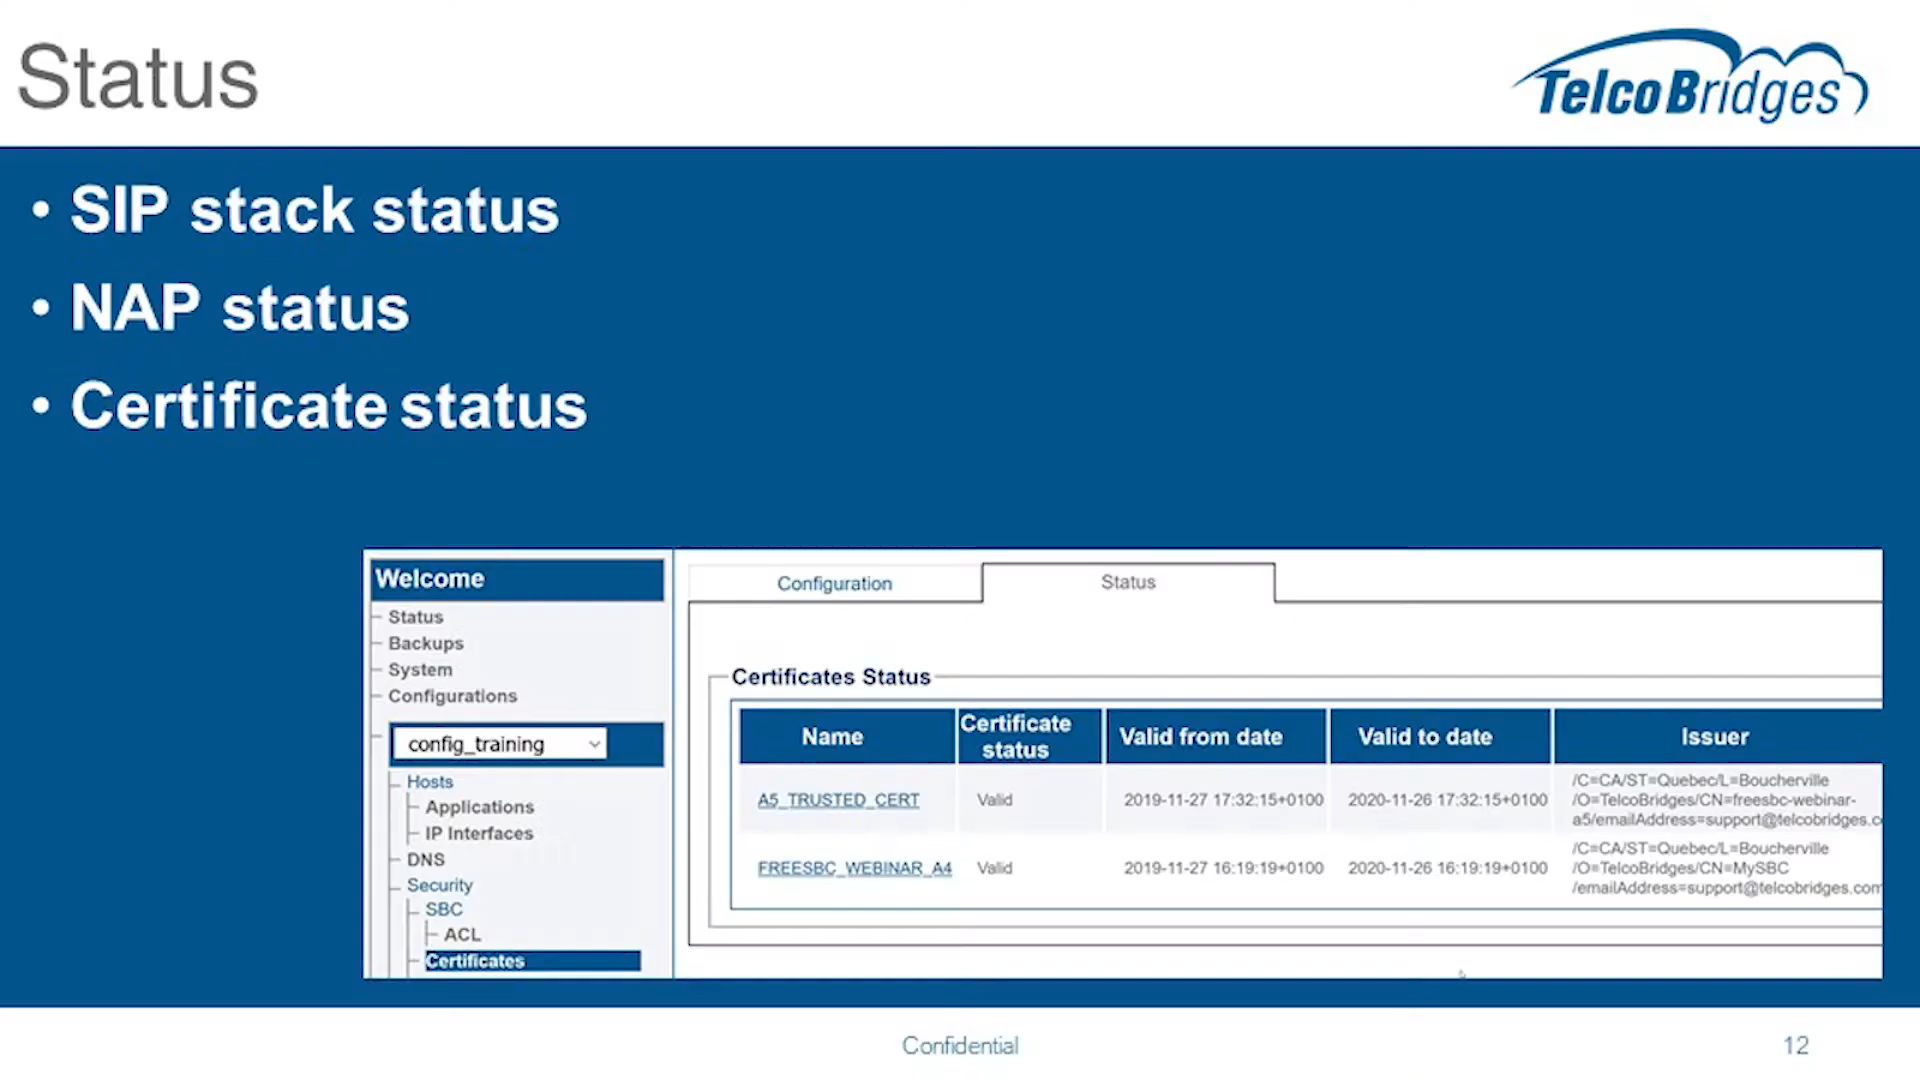 Status
TelcoBridges
• SIP stack status
• NAP status
• Certificate status
Welcome
Status
Backups
System
Configurations
config_training
Hosts
Applications
IP Interfaces
DNS
Security
SBC
ACL
Certificates
Configuration
Status
Certificates Status
Name
Certificate
status
Valid from date
Valid to date
Issuer
A5_TRUSTED_CERT
Valid
2019-11-27 17:32:15+0100
2020-11-26 17:32:15+0100
/C=CA/ST=Quebec/L=Boucherville
/O=TelcoBridges/CN=freesbc-webinar-
a5/emailAddress=support@telcobridges.c
FREESBC_WEBINAR_A4
Valid
2019-11-27 16:19:19+0100
2020-11-26 16:19:19+0100
/C=CA/ST=Quebec/L=Boucherville
/O=TelcoBridges/CN=MySBC
/emailAddress=support@telcobridges.com
Confidential
12